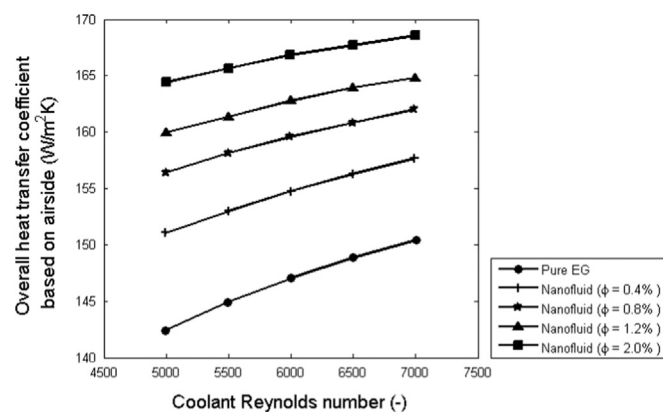 Overall heat transfer coefficient
based on airside (W/m²K)
170
165
160
155
150
145
140
4500 5000 5500 6000 6500 7000 7500
Coolant Reynolds number (-)
Pure EG
Nanofluid (ϕ = 0.4% )
Nanofluid (ϕ = 0.8% )
Nanofluid (ϕ = 1.2% )
Nanofluid (ϕ = 2.0% )